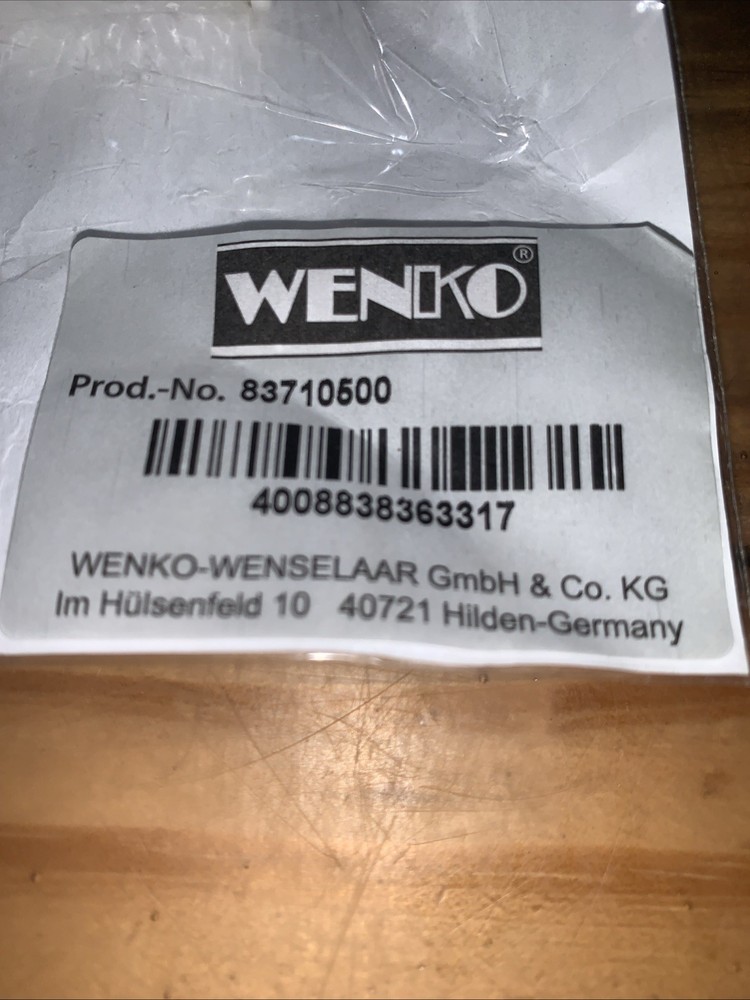 WENKO®
Prod.-No. 83710500
4008838363317
WENKO-WENSELAAR GmbH & Co. KG
Im Hülsenfeld 10 40721 Hilden-Germany